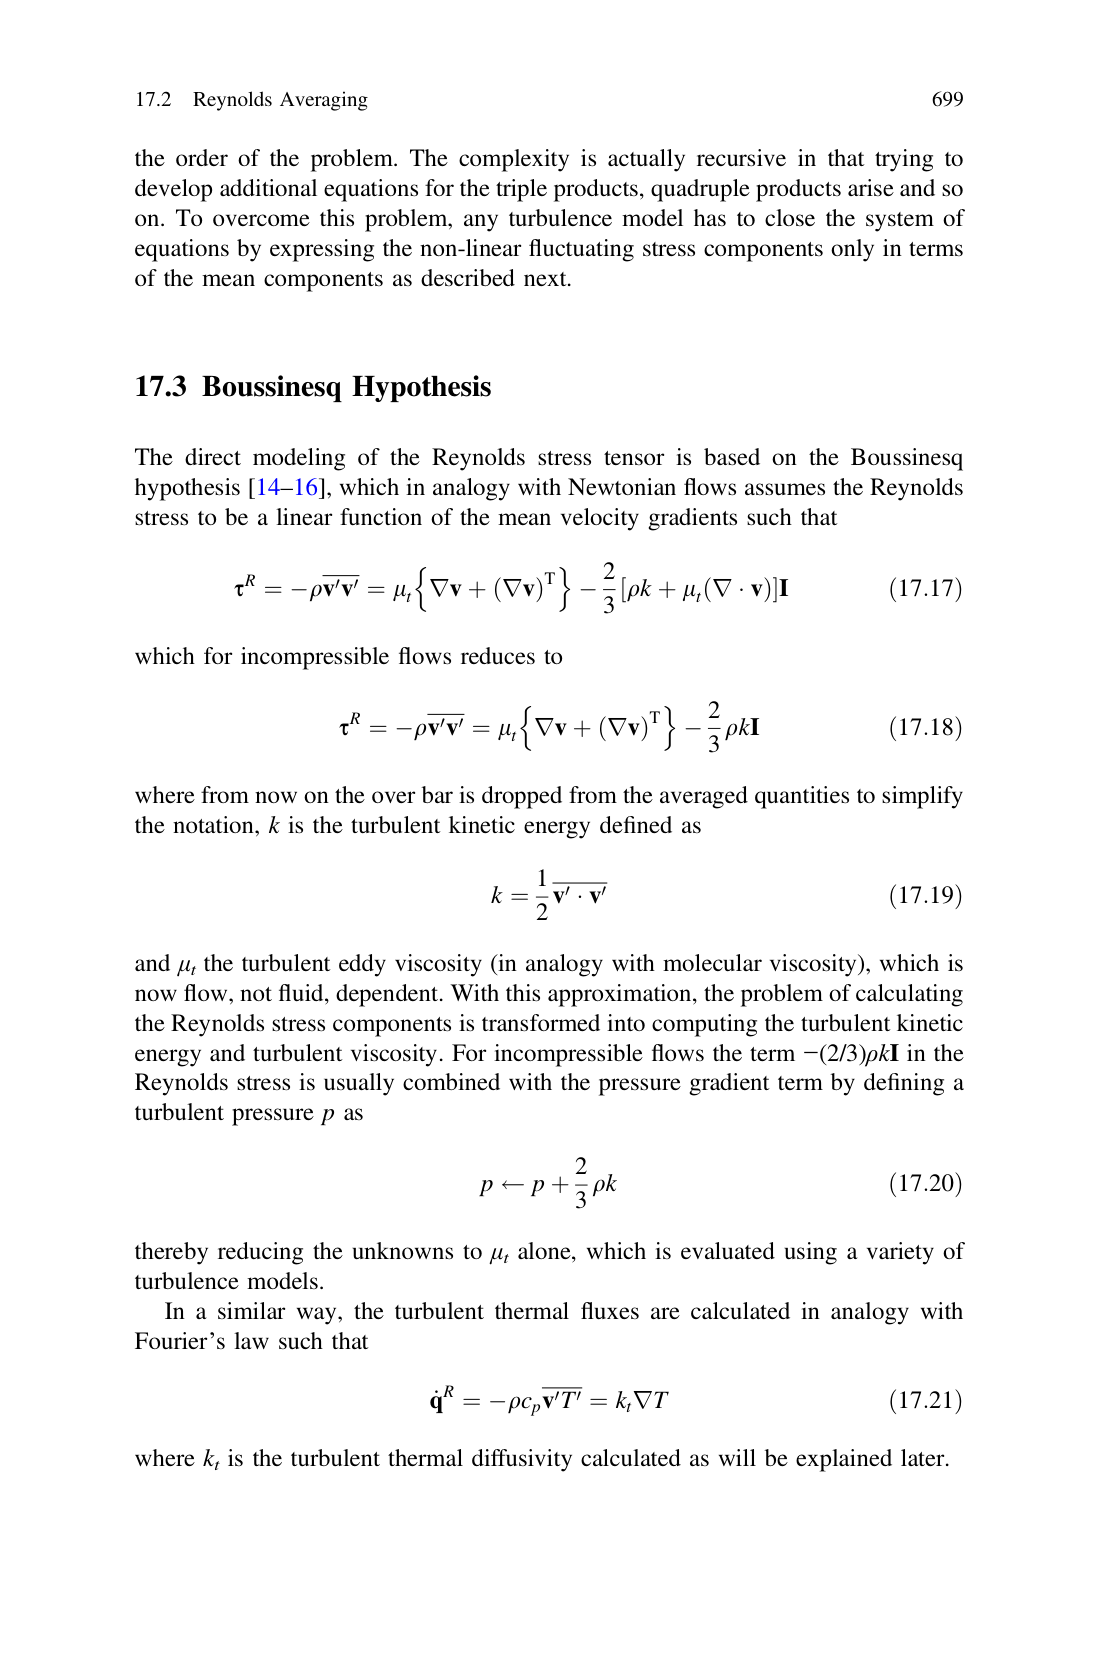 17.2 Reynolds Averaging 699
the order of the problem. The complexity is actually recursive in that trying to
develop additional equations for the triple products, quadruple products arise and so
on. To overcome this problem, any turbulence model has to close the system of
equations by expressing the non-linear fluctuating stress components only in terms
of the mean components as described next.
17.3 Boussinesq Hypothesis
The direct modeling of the Reynolds stress tensor is based on the Boussinesq
hypothesis [14–16], which in analogy with Newtonian flows assumes the Reynolds
stress to be a linear function of the mean velocity gradients such that
$\boldsymbol{\tau}^R = -\rho\overline{\mathbf{v}'\mathbf{v}'} = \mu_t\left\{\nabla\mathbf{v} + (\nabla\mathbf{v})^{\mathrm{T}}\right\} - \frac{2}{3}[\rho k + \mu_t(\nabla\cdot\mathbf{v})]\mathbf{I}$ (17.17)
which for incompressible flows reduces to
$\boldsymbol{\tau}^R = -\rho\overline{\mathbf{v}'\mathbf{v}'} = \mu_t\left\{\nabla\mathbf{v} + (\nabla\mathbf{v})^{\mathrm{T}}\right\} - \frac{2}{3}\rho k\mathbf{I}$ (17.18)
where from now on the over bar is dropped from the averaged quantities to simplify
the notation, k is the turbulent kinetic energy defined as
$k = \frac{1}{2}\overline{\mathbf{v}'\cdot\mathbf{v}'}$ (17.19)
and $\mu_t$ the turbulent eddy viscosity (in analogy with molecular viscosity), which is
now flow, not fluid, dependent. With this approximation, the problem of calculating
the Reynolds stress components is transformed into computing the turbulent kinetic
energy and turbulent viscosity. For incompressible flows the term −(2/3)ρk**I** in the
Reynolds stress is usually combined with the pressure gradient term by defining a
turbulent pressure p as
$p \leftarrow p + \frac{2}{3}\rho k$ (17.20)
thereby reducing the unknowns to $\mu_t$ alone, which is evaluated using a variety of
turbulence models.
In a similar way, the turbulent thermal fluxes are calculated in analogy with
Fourier's law such that
$\dot{\mathbf{q}}^R = -\rho c_p\overline{\mathbf{v}'T'} = k_t\nabla T$ (17.21)
where $k_t$ is the turbulent thermal diffusivity calculated as will be explained later.